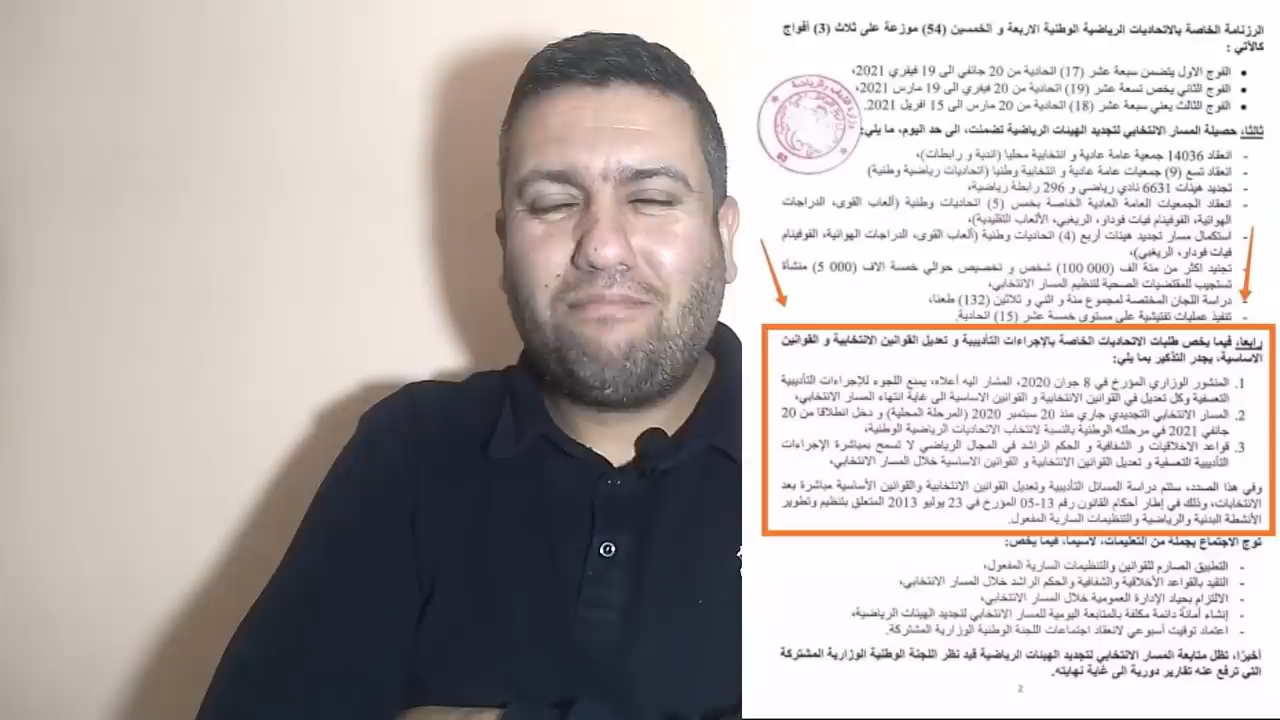 الرزنامة الخاصة بالاتحاديات الرياضية الوطنية الاربعة و الخمسين (54) موزعة على ثلاث (3) أفواج
كالآتي :
• الفوج الاول يتضمن سبعة عشر (17) اتحادية من 20 جانفي الى 19 فيفري 2021،
• الفوج الثاني يخص تسعة عشر (19) اتحادية من 20 فيفري الى 19 مارس 2021،
• الفوج الثالث يعني سبعة عشر (18) اتحادية من 20 مارس الى 15 افريل 2021.
ثالثا، حصيلة المسار الانتخابي لتجديد الهيئات الرياضية تضمنت، الى حد اليوم، ما يلي:
- انعقاد 14036 جمعية عامة عادية و انتخابية محليا (اندية و رابطات)،
- انعقاد تسع (9) جمعيات عامة عادية و انتخابية وطنيا (اتحاديات رياضية وطنية)
- تجديد هيئات 6631 نادي رياضي و 296 رابطة رياضية،
- انعقاد الجمعيات العامة العادية الخاصة بخمس (5) اتحاديات وطنية (ألعاب القوى، الدراجات
الهوائية، الفوفينام فيات فوداو، الريغبي، الألعاب التقليدية)،
- استكمال مسار تجديد هيئات أربع (4) اتحاديات وطنية (ألعاب القوى، الدراجات الهوائية، الفوفينام
فيات فوداو، الريغبي)،
- تجنيد اكثر من مئة الف (000 100) شخص و تخصيص حوالي خمسة الاف (000 5) منشأة
تستجيب للمقتضيات الصحية لتنظيم المسار الانتخابي،
- دراسة اللجان المختصة لمجموع مئة و اثني و ثلاثين (132) طعنا،
- تنفيذ عمليات تفتيشية على مستوى خمسة عشر (15) اتحادية.
رابعا، فيما يخص طلبات الاتحاديات الخاصة بالإجراءات التأديبية و تعديل القوانين الانتخابية و القوانين
الاساسية، يجدر التذكير بما يلي:
1. المنشور الوزاري المؤرخ في 8 جوان 2020، المشار اليه أعلاه، يمنع اللجوء للإجراءات التأديبية
التعسفية وكل تعديل في القوانين الانتخابية و القوانين الاساسية الى غاية انتهاء المسار الانتخابي،
2. المسار الانتخابي التجديدي جاري منذ 20 سبتمبر 2020 (المرحلة المحلية) و دخل انطلاقا من 20
جانفي 2021 في مرحلته الوطنية بالنسبة لانتخاب الاتحاديات الرياضية الوطنية،
3. قواعد الاخلاقيات و الشفافية و الحكم الراشد في المجال الرياضي لا تسمح بمباشرة الإجراءات
التأديبية التعسفية و تعديل القوانين الانتخابية و القوانين الاساسية خلال المسار الانتخابي،
وفي هذا الصدد، ستتم دراسة المسائل التأديبية وتعديل القوانين الانتخابية والقوانين الأساسية مباشرة بعد
الانتخابات، وذلك في إطار أحكام القانون رقم 13-05 المؤرخ في 23 يوليو 2013 المتعلق بتنظيم وتطوير
الأنشطة البدنية والرياضية والتنظيمات السارية المفعول.
توج الاجتماع بجملة من التعليمات، لاسيما، فيما يخص:
- التطبيق الصارم للقوانين والتنظيمات السارية المفعول،
- التقيد بالقواعد الأخلاقية والشفافية والحكم الراشد خلال المسار الانتخابي،
- الالتزام بحياد الإدارة العمومية خلال المسار الانتخابي،
- إنشاء أمانة دائمة مكلفة بالمتابعة اليومية للمسار الانتخابي لتجديد الهيئات الرياضية،
- اعتماد توقيت أسبوعي لانعقاد اجتماعات اللجنة الوطنية الوزارية المشتركة.
أخيرا، تظل متابعة المسار الانتخابي لتجديد الهيئات الرياضية قيد نظر اللجنة الوطنية الوزارية المشتركة
التي ترفع عنه تقارير دورية الى غاية نهايته.
2
وزارة الشباب والرياضة